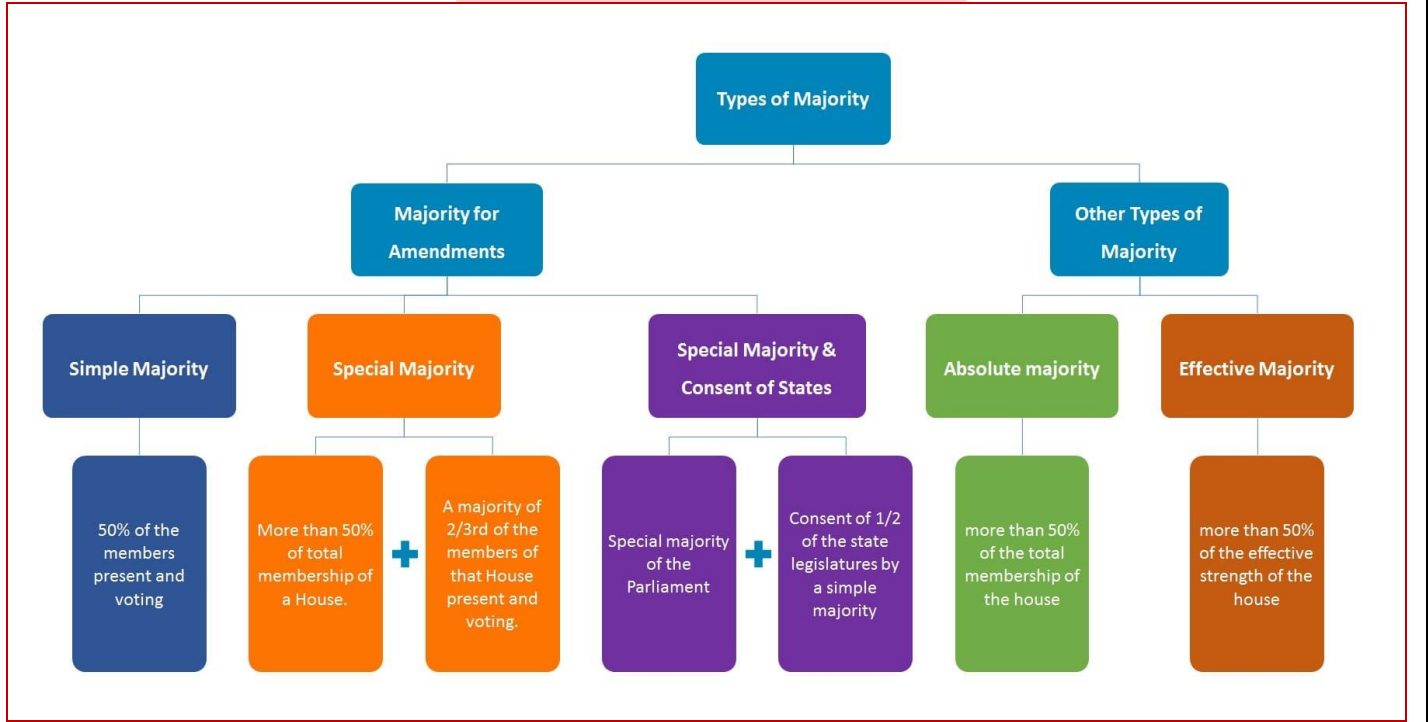 Types of Majority
Majority for
Amendments
Other Types of
Majority
Simple Majority
Special Majority
Special Majority &
Consent of States
Absolute majority
Effective Majority
50% of the
members
present and
voting
More than 50%
of total
membership of
a House.
A majority of
2/3rd of the
members of
that House
present and
voting.
Special majority
of the
Parliament
Consent of 1/2
of the state
legislatures by
a simple
majority
more than 50%
of the total
membership of
the house
more than 50%
of the effective
strength of the
house